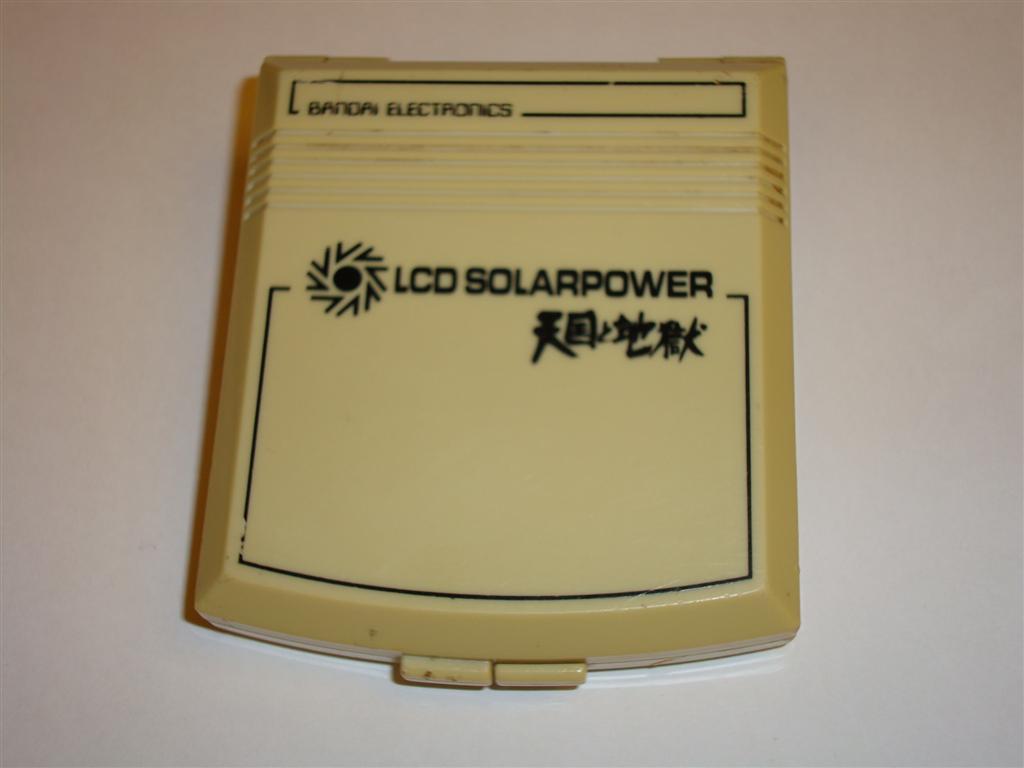 BANDAI ELECTRONICS
LCD SOLARPOWER
天国と地獄